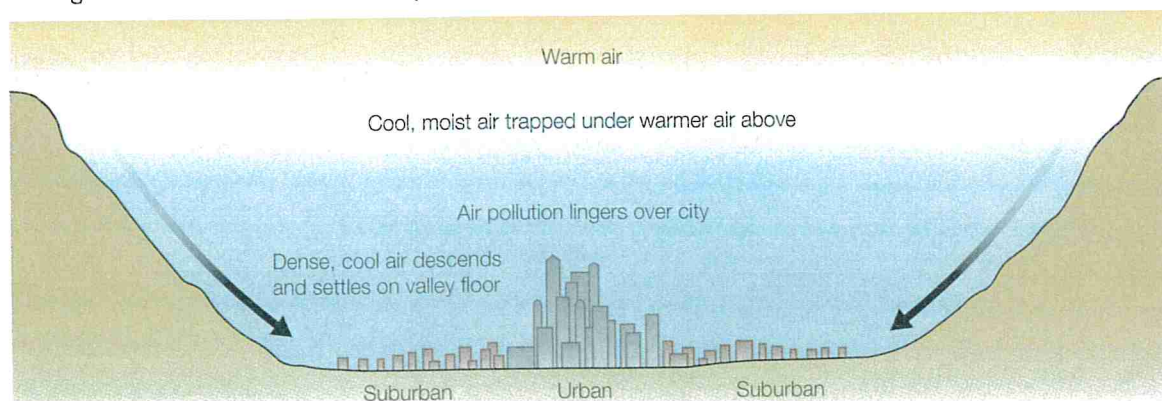 Warm air
Cool, moist air trapped under warmer air above
Air pollution lingers over city
Dense, cool air descends
and settles on valley floor
Suburban
Urban
Suburban